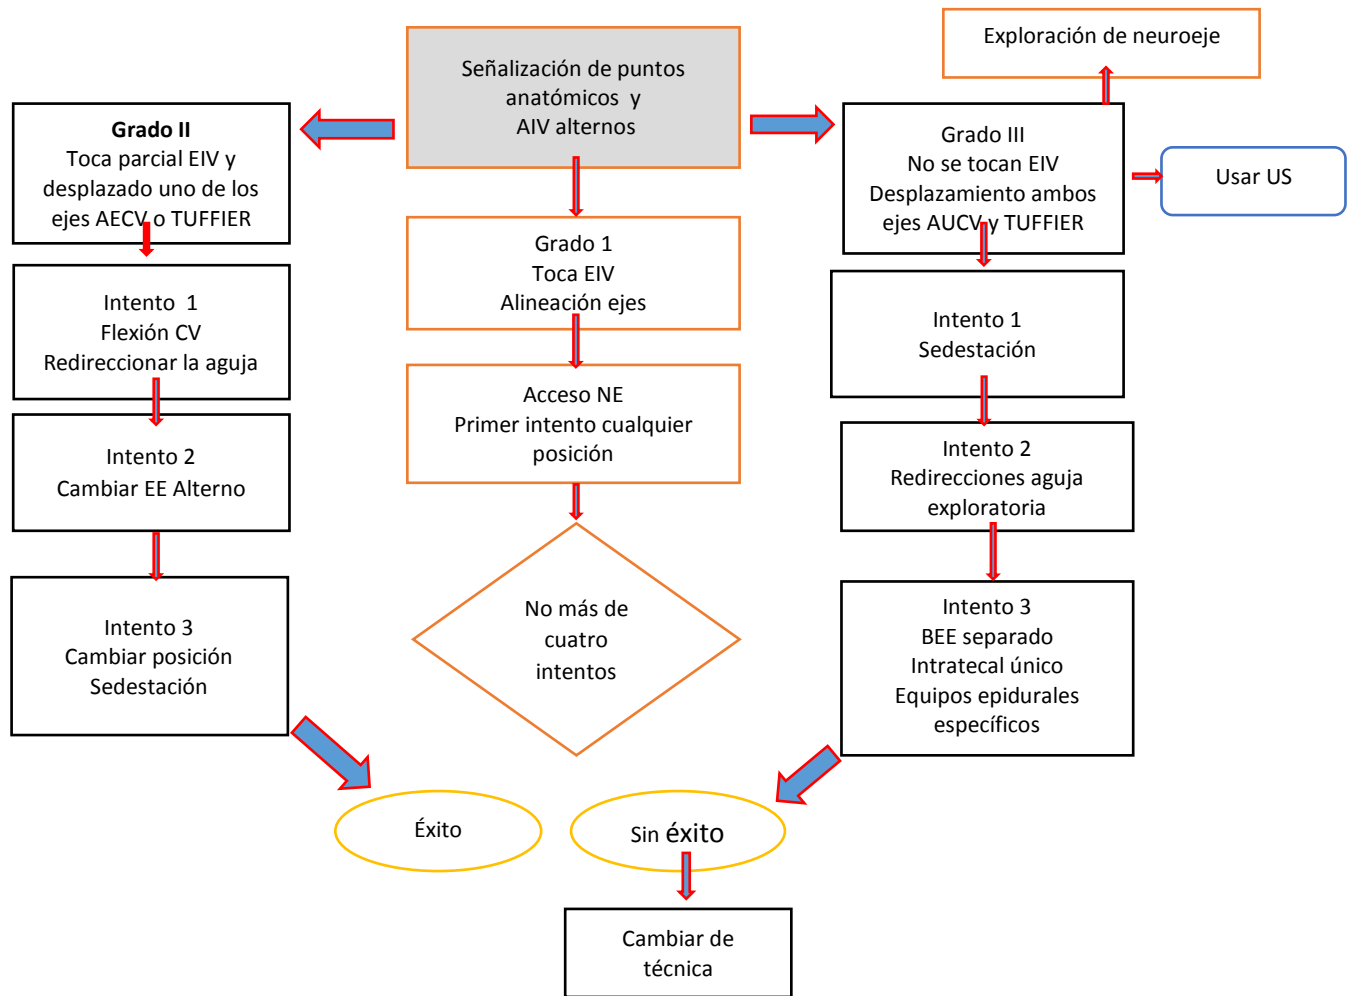 Exploración de neuroeje
Señalización de puntos
anatómicos y
AIV alternos
Grado II
Toca parcial EIV y
desplazado uno de los
ejes AECV o TUFFIER
Grado III
No se tocan EIV
Desplazamiento ambos
ejes AUCV y TUFFIER
Usar US
Grado 1
Toca EIV
Alineación ejes
Intento 1
Flexión CV
Redireccionar la aguja
Intento 1
Sedestación
Acceso NE
Primer intento cualquier
posición
Intento 2
Cambiar EE Alterno
Intento 2
Redirecciones aguja
exploratoria
No más de
cuatro
intentos
Intento 3
Cambiar posición
Sedestación
Intento 3
BEE separado
Intratecal único
Equipos epidurales
específicos
Éxito
Sin éxito
Cambiar de
técnica